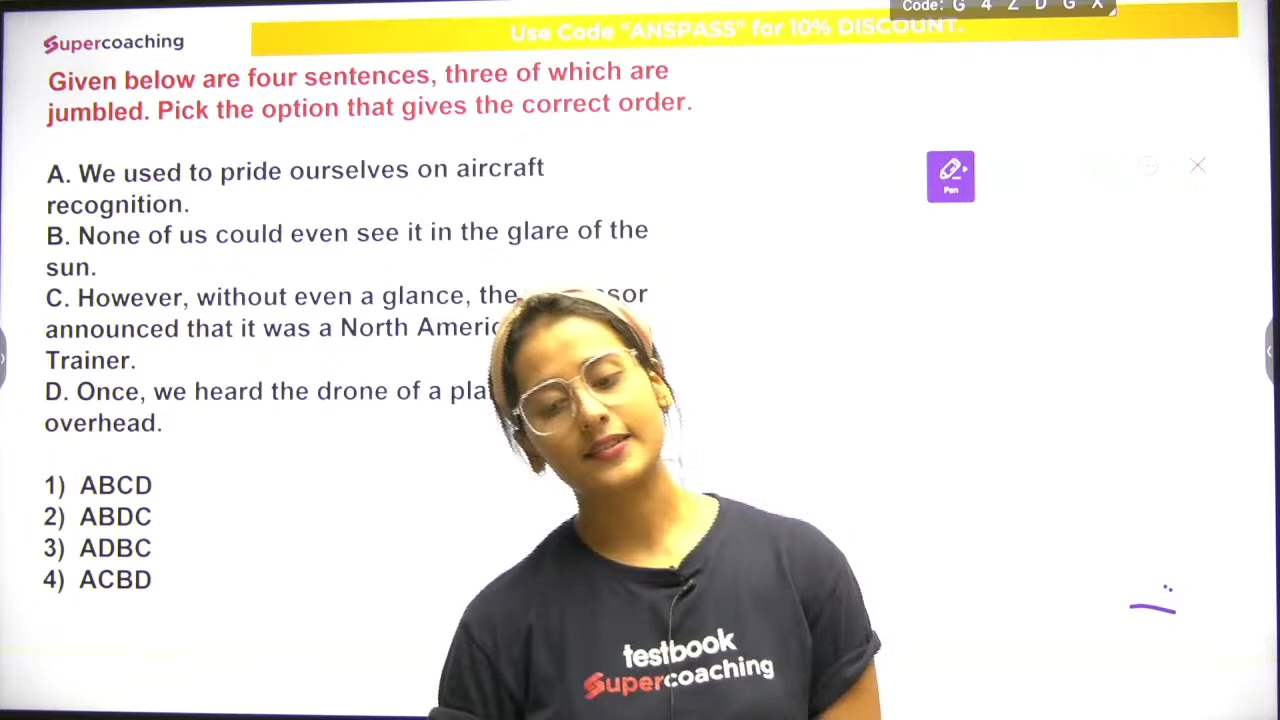 Code: G 4 Z D G X
Supercoaching
Use Code "ANSPASS" for 10% DISCOUNT.
Given below are four sentences, three of which are
jumbled. Pick the option that gives the correct order.
A. We used to pride ourselves on aircraft
recognition.
B. None of us could even see it in the glare of the
sun.
C. However, without even a glance, the
announced that it was a North
Trainer.
D. Once, we heard the drone of a
overhead.
1) ABCD
2) ABDC
3) ADBC
4) ACBD
Pen
testbook
Supercoaching